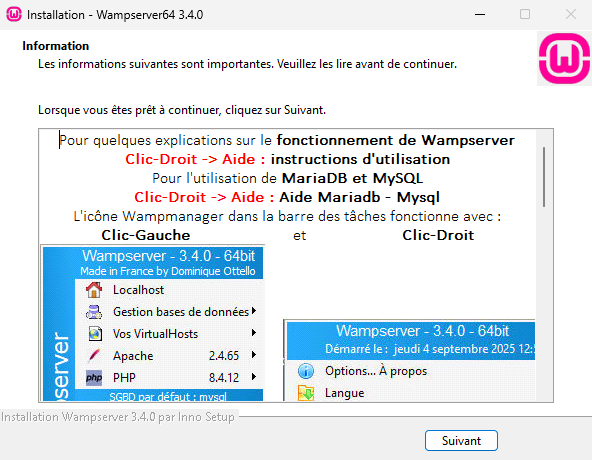 Installation - Wampserver64 3.4.0
Information
Les informations suivantes sont importantes. Veuillez les lire avant de continuer.
Lorsque vous êtes prêt à continuer, cliquez sur Suivant.
Pour quelques explications sur le fonctionnement de Wampserver
Clic-Droit -> Aide : instructions d'utilisation
Pour l'utilisation de MariaDB et MySQL
Clic-Droit -> Aide : Aide Mariadb - Mysql
L'icône Wampmanager dans la barre des tâches fonctionne avec :
Clic-Gauche et Clic-Droit
Wampserver - 3.4.0 - 64bit
Made in France by Dominique Ottello
Localhost
Gestion bases de données
Vos VirtualHosts
Apache 2.4.65
php PHP 8.4.12
SGBD par défaut : mysql
Wampserver - 3.4.0 - 64bit
Démarré le : jeudi 4 septembre 2025 12:
Options... À propos
Langue
Installation Wampserver 3.4.0 par Inno Setup
Suivant